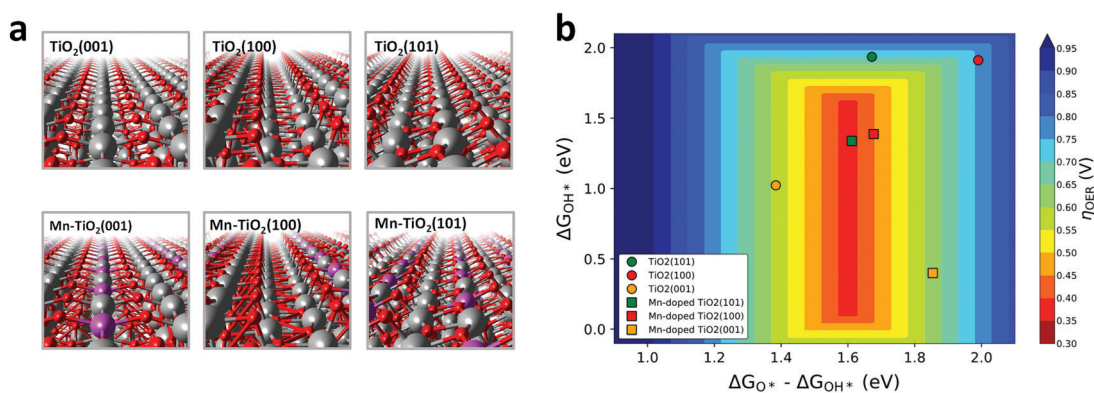 a
TiO2(001)
TiO2(100)
TiO2(101)
Mn-TiO2(001)
Mn-TiO2(100)
Mn-TiO2(101)
b
2.0
1.5
1.0
0.5
0.0
ΔGOH* (eV)
TiO2(101)
TiO2(100)
TiO2(001)
Mn-doped TiO2(101)
Mn-doped TiO2(100)
Mn-doped TiO2(001)
1.0 1.2 1.4 1.6 1.8 2.0
ΔGO* - ΔGOH* (eV)
0.95
0.90
0.85
0.80
0.75
0.70
0.65
0.60
0.55
0.50
0.45
0.40
0.35
0.30
ηOER (V)